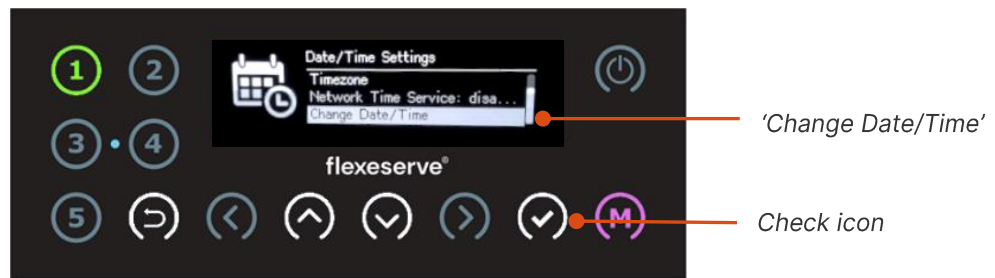 1
2
3
4
5
Date/Time Settings
Timezone
Network Time Service: disa...
Change Date/Time
flexeserve®
M
‘Change Date/Time’
Check icon